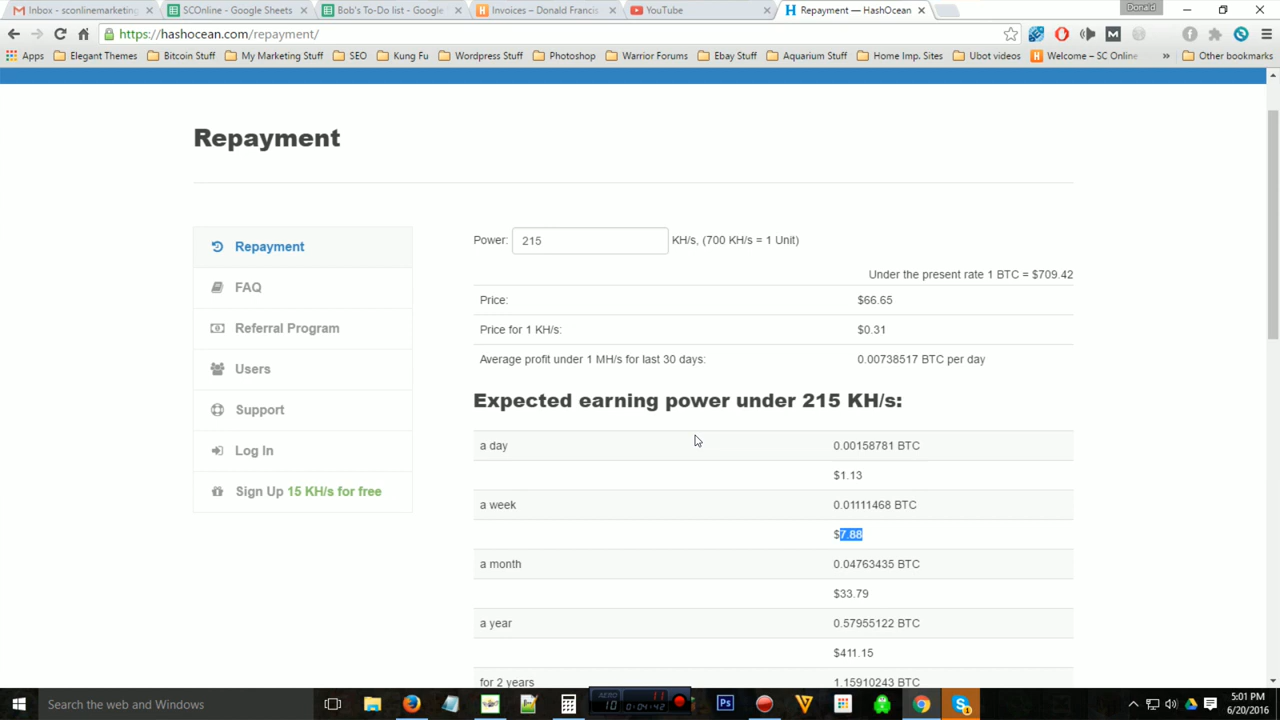 Inbox - sconlinemarketing
SCOnline - Google Sheets
Bob's To-Do list - Google
Invoices – Donald Francis
YouTube
Repayment — HashOcean
Donald
https://hashocean.com/repayment/
Apps Elegant Themes Bitcoin Stuff My Marketing Stuff SEO Kung Fu Wordpress Stuff Photoshop Warrior Forums Ebay Stuff Aquarium Stuff Home Imp. Sites Ubot videos Welcome – SC Online » Other bookmarks
Repayment
Repayment
FAQ
Referral Program
Users
Support
Log In
Sign Up 15 KH/s for free
Power: 215 KH/s, (700 KH/s = 1 Unit)
Under the present rate 1 BTC = $709.42
Price: $66.65
Price for 1 KH/s: $0.31
Average profit under 1 MH/s for last 30 days: 0.00738517 BTC per day
Expected earning power under 215 KH/s:
a day 0.00158781 BTC
$1.13
a week 0.01111468 BTC
$7.88
a month 0.04763435 BTC
$33.79
a year 0.57955122 BTC
$411.15
for 2 years 1.15910243 BTC
Search the web and Windows
10 11
0:04:42
5:01 PM
6/20/2016